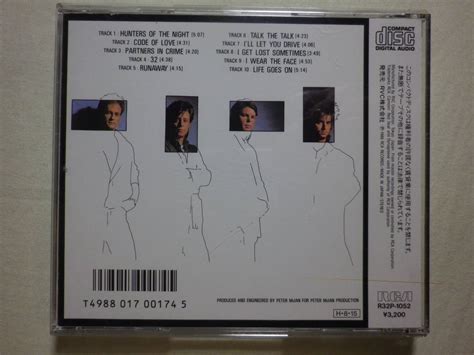 TRACK 1 HUNTERS OF THE NIGHT (5:07)
TRACK 2 CODE OF LOVE (4:31)
TRACK 3 PARTNERS IN CRIME (4:20)
TRACK 4 32 (4:38)
TRACK 5 RUNAWAY (4:15)
TRACK 6 TALK THE TALK (4:23)
TRACK 7 I'LL LET YOU DRIVE (4:05)
TRACK 8 I GET LOST SOMETIMES (3:49)
TRACK 9 I WEAR THE FACE (4:04)
TRACK 10 LIFE GOES ON (5:14)
COMPACT
disc
DIGITAL AUDIO
T4988 017 00174 5
PRODUCED AND ENGINEERED BY PETER McIAN FOR PETER McIAN PRODUCTION
H-6-15
RCA
R32P-1052
¥3,200